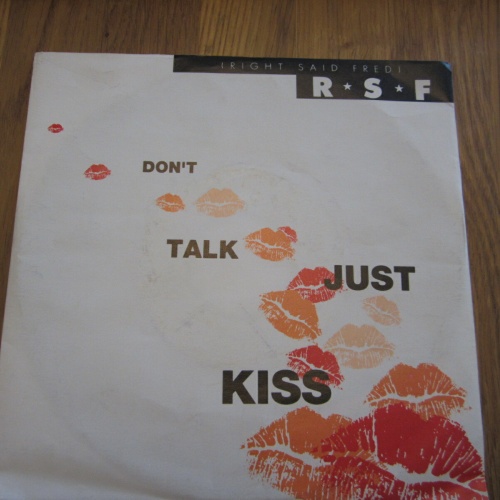 (RIGHT SAID FRED)
R★S★F
DON'T
TALK
JUST
KISS